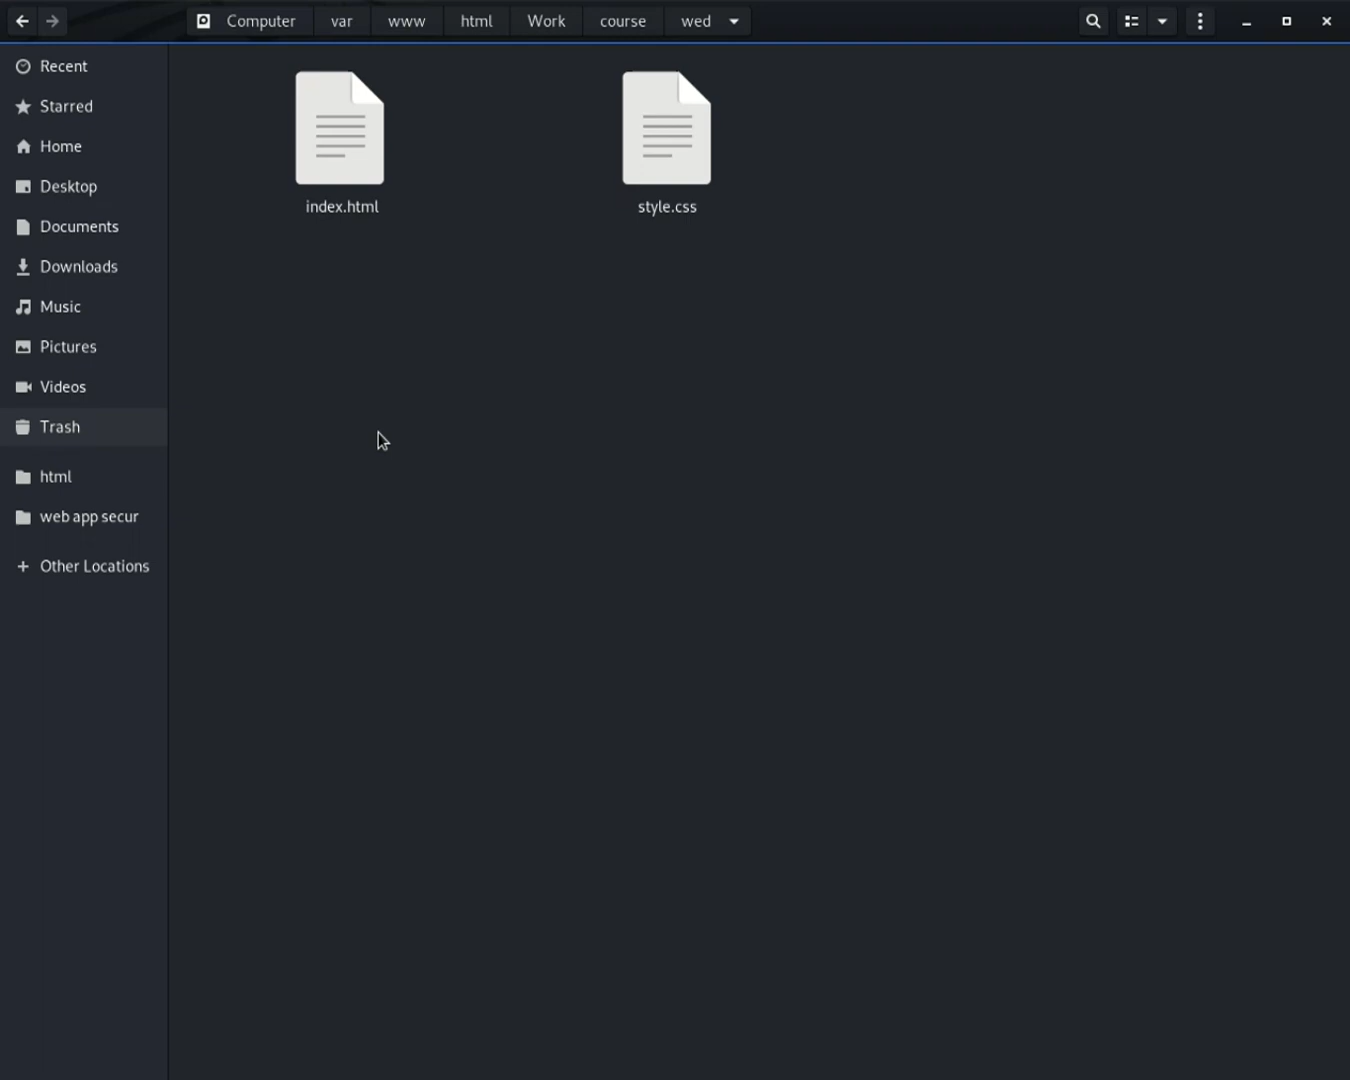 Computer var www html Work course wed
Recent
Starred
Home
Desktop
Documents
Downloads
Music
Pictures
Videos
Trash
html
web app secur
Other Locations
index.html style.css